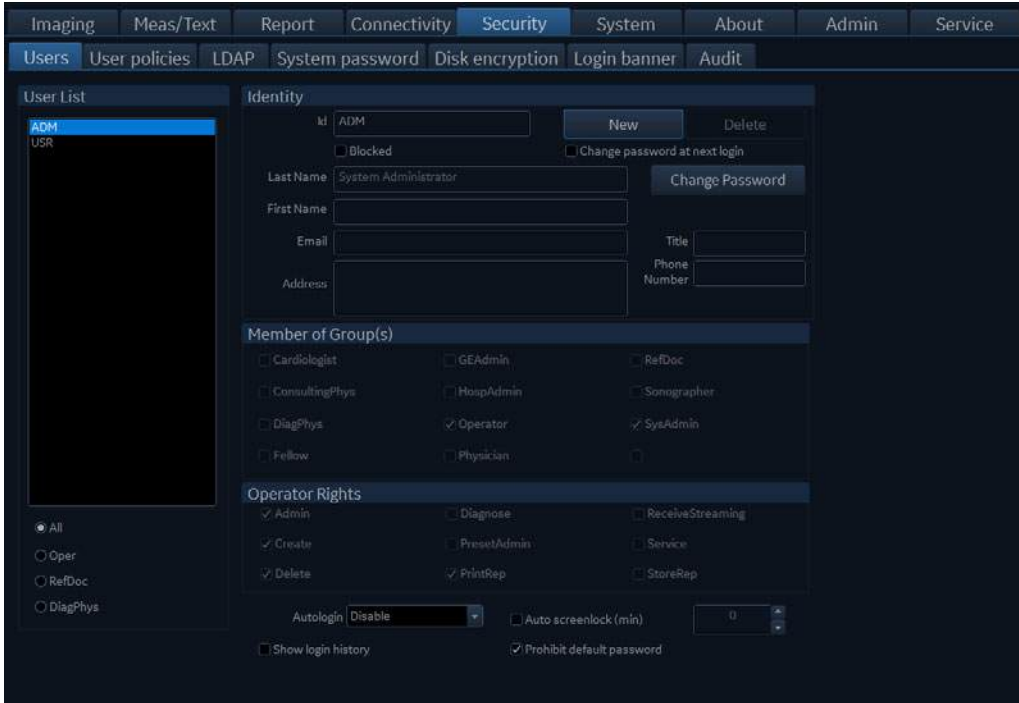 Imaging Meas/Text Report Connectivity Security System About Admin Service
Users User policies LDAP System password Disk encryption Login banner Audit
User List
ADM
USR
All
Oper
RefDoc
DiagPhys
Identity
Id ADM New Delete
Blocked Change password at next login
Last Name System Administrator Change Password
First Name
Email Title
Address Phone Number
Member of Group(s)
Cardiologist GEAdmin RefDoc
ConsultingPhys HospAdmin Sonographer
DiagPhys Operator SysAdmin
Fellow Physician
Operator Rights
Admin Diagnose ReceiveStreaming
Create PresetAdmin Service
Delete PrintRep StoreRep
Autologin Disable Auto screenlock (min) 0
Show login history Prohibit default password